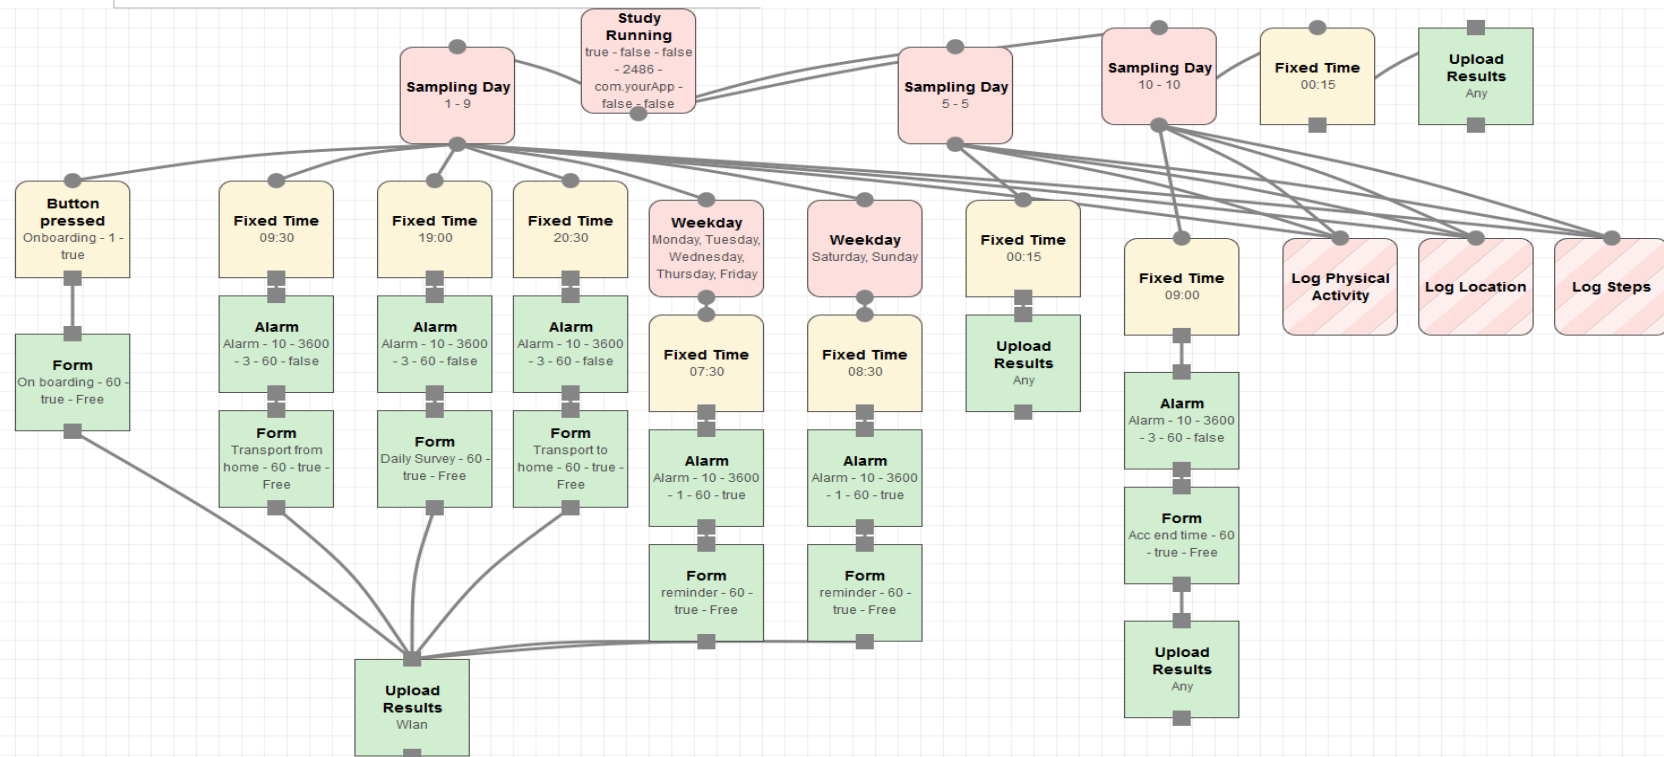 Study
Running
true - false - false
- 2486 -
com.yourApp -
false - false
Sampling Day
1 - 9
Sampling Day
5 - 5
Sampling Day
10 - 10
Fixed Time
00:15
Upload
Results
Any
Button
pressed
Onboarding - 1 -
true
Fixed Time
09:30
Fixed Time
19:00
Fixed Time
20:30
Weekday
Monday, Tuesday,
Wednesday,
Thursday, Friday
Weekday
Saturday, Sunday
Fixed Time
00:15
Fixed Time
09:00
Log Physical
Activity
Log Location
Log Steps
Form
On boarding - 60 -
true - Free
Alarm
Alarm - 10 - 3600
- 3 - 60 - false
Alarm
Alarm - 10 - 3600
- 3 - 60 - false
Alarm
Alarm - 10 - 3600
- 3 - 60 - false
Fixed Time
07:30
Fixed Time
08:30
Upload
Results
Any
Alarm
Alarm - 10 - 3600
- 3 - 60 - false
Form
Transport from
home - 60 - true -
Free
Form
Daily Survey - 60 -
true - Free
Form
Transport to
home - 60 - true -
Free
Alarm
Alarm - 10 - 3600
- 1 - 60 - true
Alarm
Alarm - 10 - 3600
- 1 - 60 - true
Form
Acc end time - 60
- true - Free
Form
reminder - 60 -
true - Free
Form
reminder - 60 -
true - Free
Upload
Results
Any
Upload
Results
Wlan